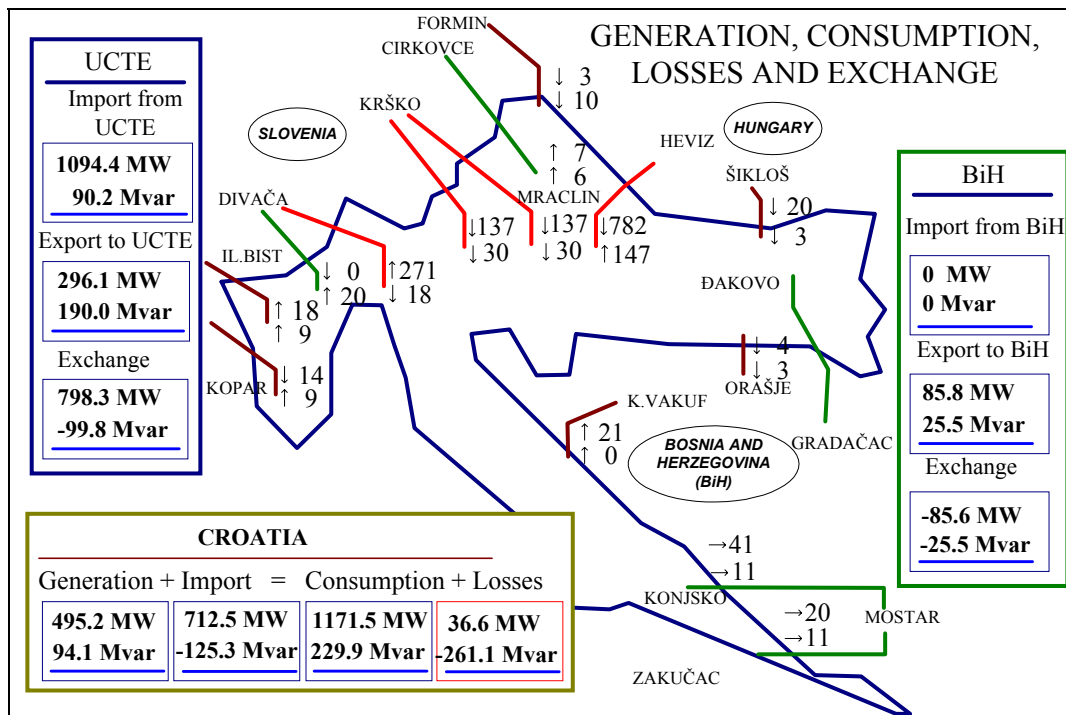 GENERATION, CONSUMPTION,
LOSSES AND EXCHANGE
UCTE
Import from
UCTE
1094.4 MW
90.2 Mvar
Export to UCTE
296.1 MW
190.0 Mvar
Exchange
798.3 MW
-99.8 Mvar
FORMIN
CIRKOVCE
↓ 3
↓ 10
KRŠKO
SLOVENIA
HUNGARY
HEVIZ
↑ 7
↑ 6
MRACLIN
ŠIKLOŠ
↓ 20
↓ 3
DIVAČA
↓137
↓30
↓137
↓30
↓782
↑147
IL.BIST
↓ 0
↑ 20
↑271
↓ 18
↑ 18
↑ 9
ĐAKOVO
KOPAR
↓ 14
↑ 9
↓ 4
↓ 3
ORAŠJE
K.VAKUF
↑ 21
↑ 0
BOSNIA AND
HERZEGOVINA
(BiH)
GRADAČAC
→41
→11
KONJSKO
→20
→11
MOSTAR
ZAKUČAC
BiH
Import from BiH
0 MW
0 Mvar
Export to BiH
85.8 MW
25.5 Mvar
Exchange
-85.6 MW
-25.5 Mvar
CROATIA
Generation + Import = Consumption + Losses
495.2 MW 712.5 MW 1171.5 MW 36.6 MW
94.1 Mvar -125.3 Mvar 229.9 Mvar -261.1 Mvar